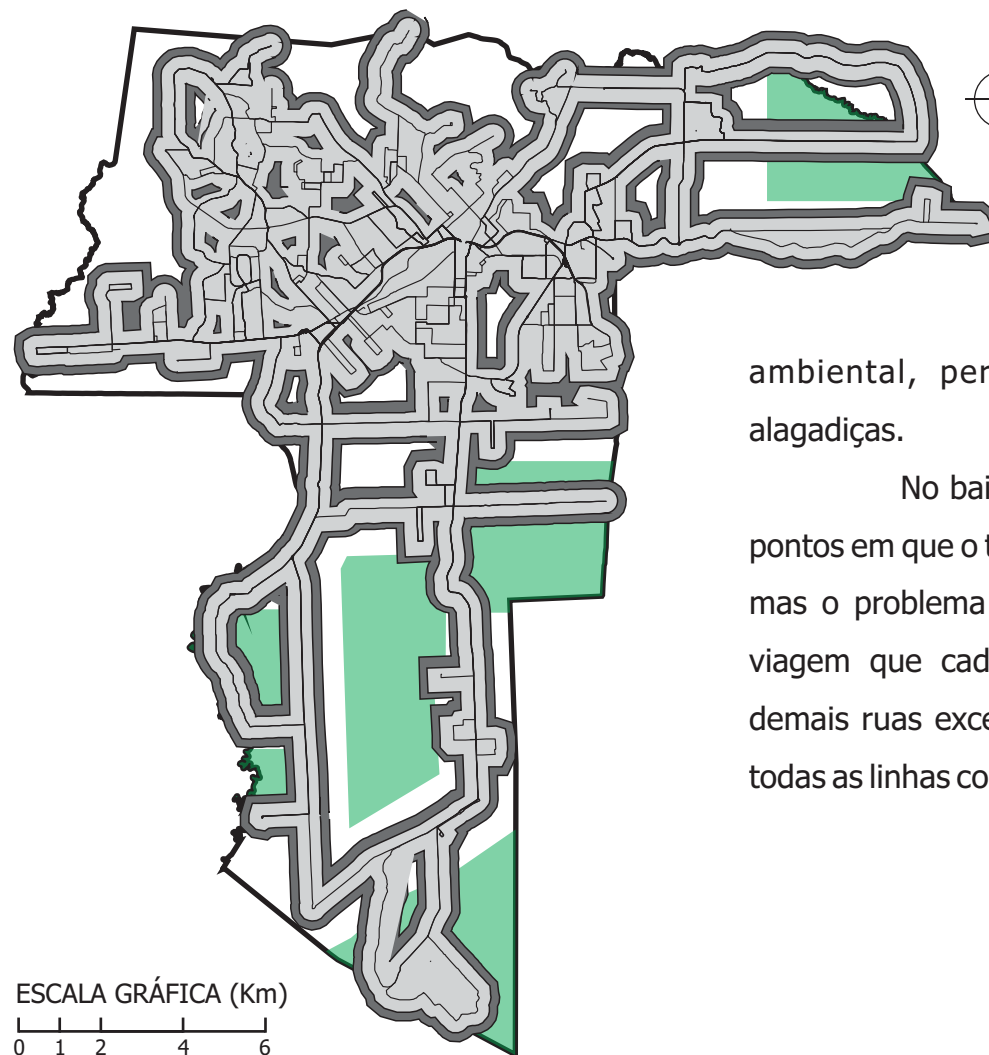 ambiental, per
alagadiças.
No bai
pontos em que o t
mas o problema
viagem que cad
demais ruas exce
todas as linhas co
ESCALA GRÁFICA (Km)
0 1 2 4 6